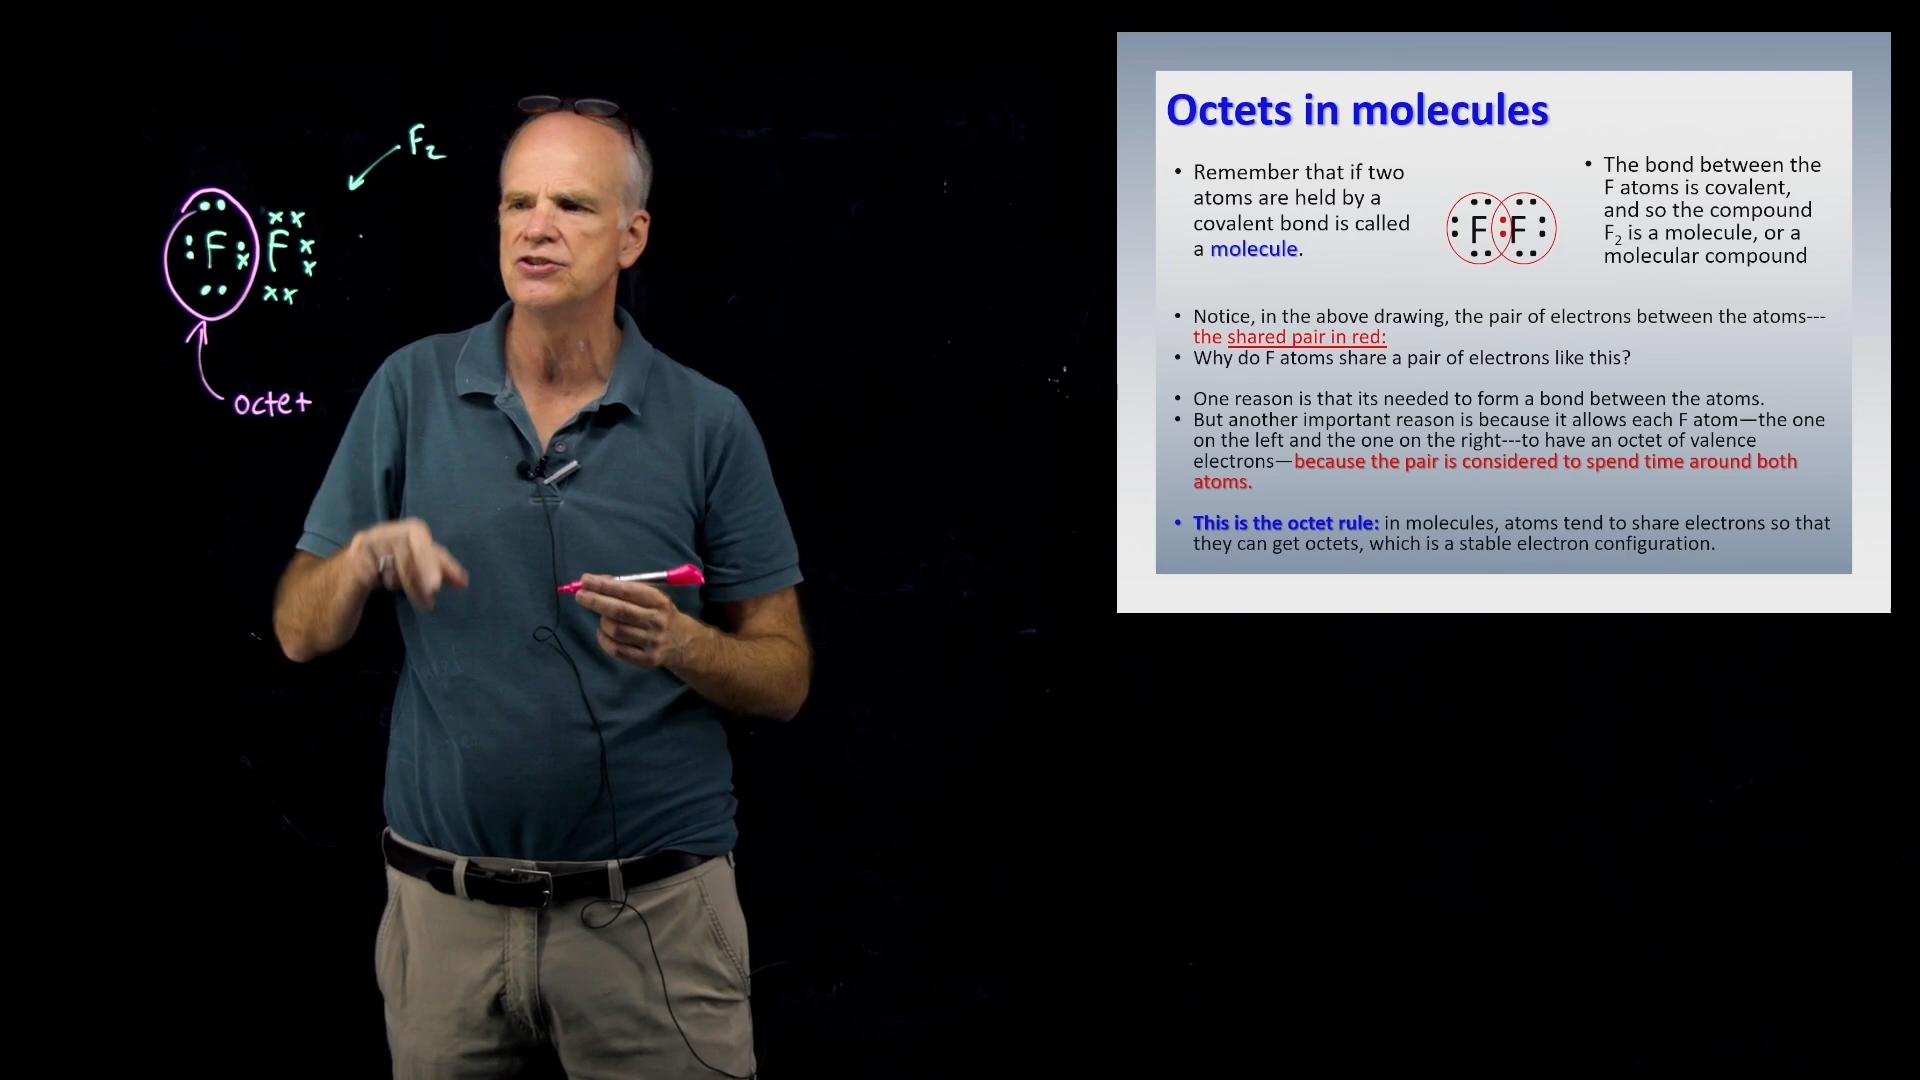 F2
F F
octet
Octets in molecules
• Remember that if two
atoms are held by a
covalent bond is called
a molecule.
F F
• The bond between the
F atoms is covalent,
and so the compound
F2 is a molecule, or a
molecular compound
• Notice, in the above drawing, the pair of electrons between the atoms---
the shared pair in red:
• Why do F atoms share a pair of electrons like this?
• One reason is that its needed to form a bond between the atoms.
• But another important reason is because it allows each F atom—the one
on the left and the one on the right---to have an octet of valence
electrons—because the pair is considered to spend time around both
atoms.
• This is the octet rule: in molecules, atoms tend to share electrons so that
they can get octets, which is a stable electron configuration.